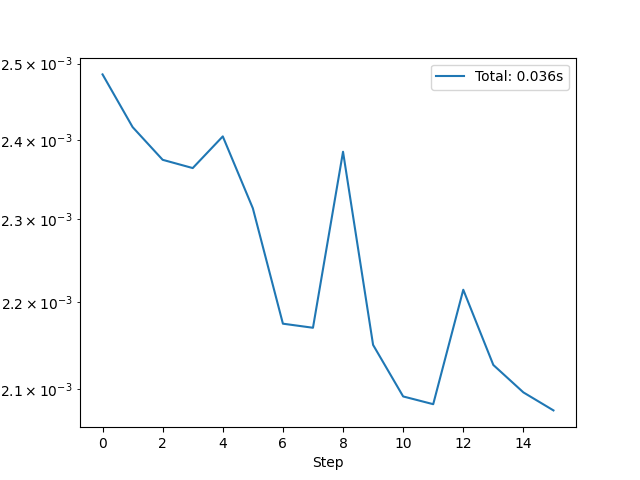 Total: 0.036s
2.5 × 10⁻³
2.4 × 10⁻³
2.3 × 10⁻³
2.2 × 10⁻³
2.1 × 10⁻³
0 2 4 6 8 10 12 14
Step